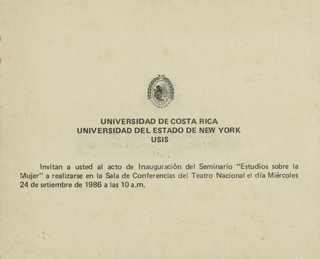 UNIVERSIDAD DE COSTA RICA
UNIVERSIDAD DEL ESTADO DE NEW YORK
USIS
Invitan a usted al acto de Inauguración del Seminario "Estudios sobre la
Mujer" a realizarse en la Sala de Conferencias del Teatro Nacional el día Miércoles
24 de setiembre de 1986 a las 10 a.m.